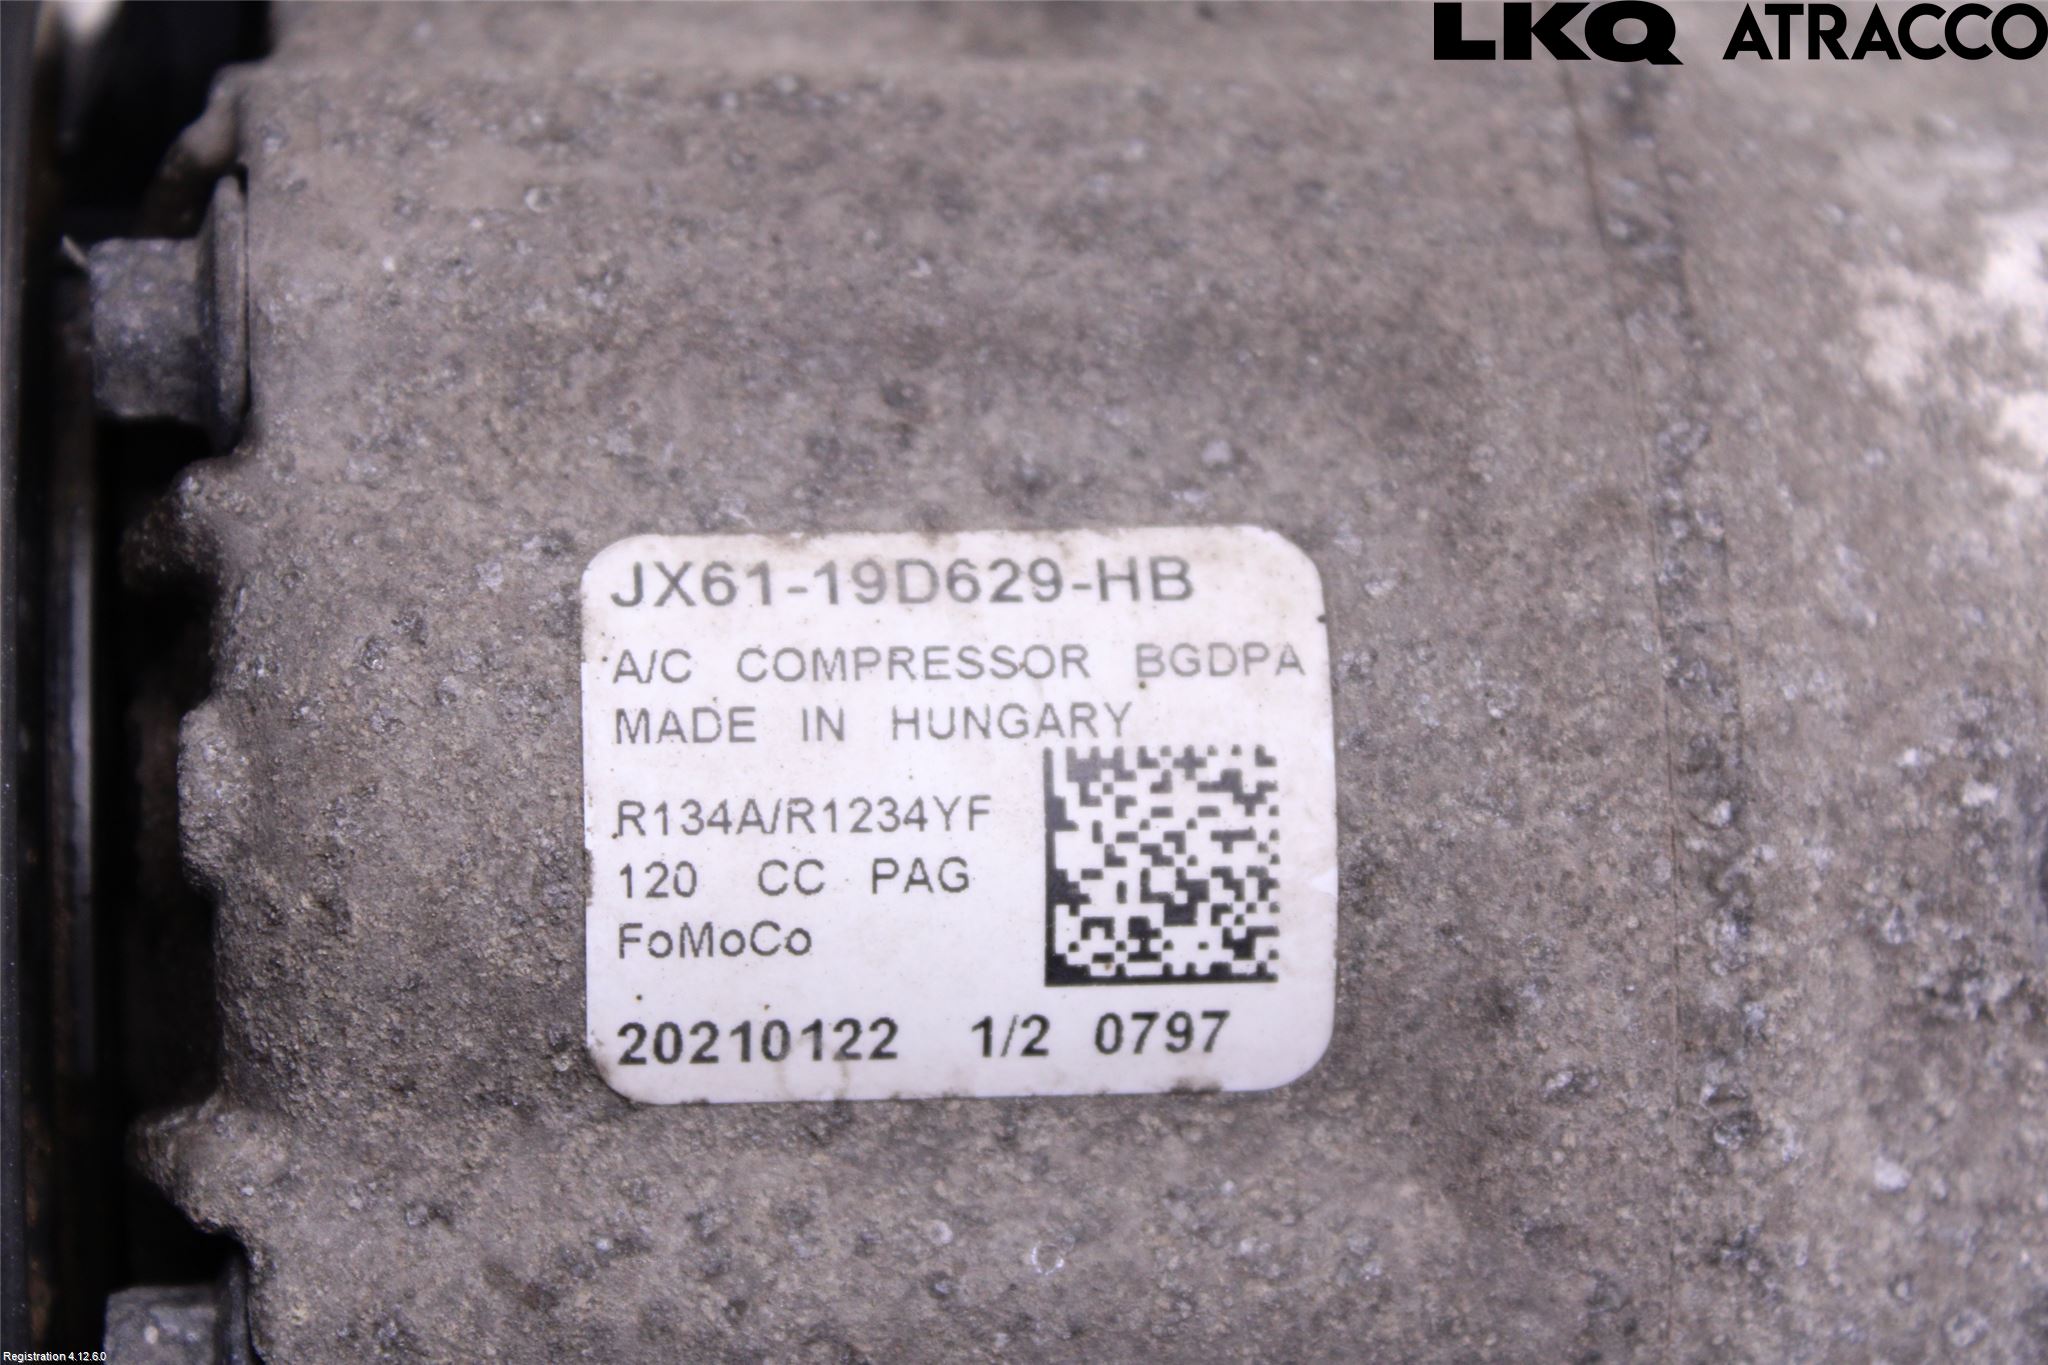 LKQ ATRACCO
JX61-19D629-HB
A/C COMPRESSOR BGDPA
MADE IN HUNGARY
R134A/R1234YF
120 CC PAG
FoMoCo
20210122 1/2 0797
Registration 4.12.6.0